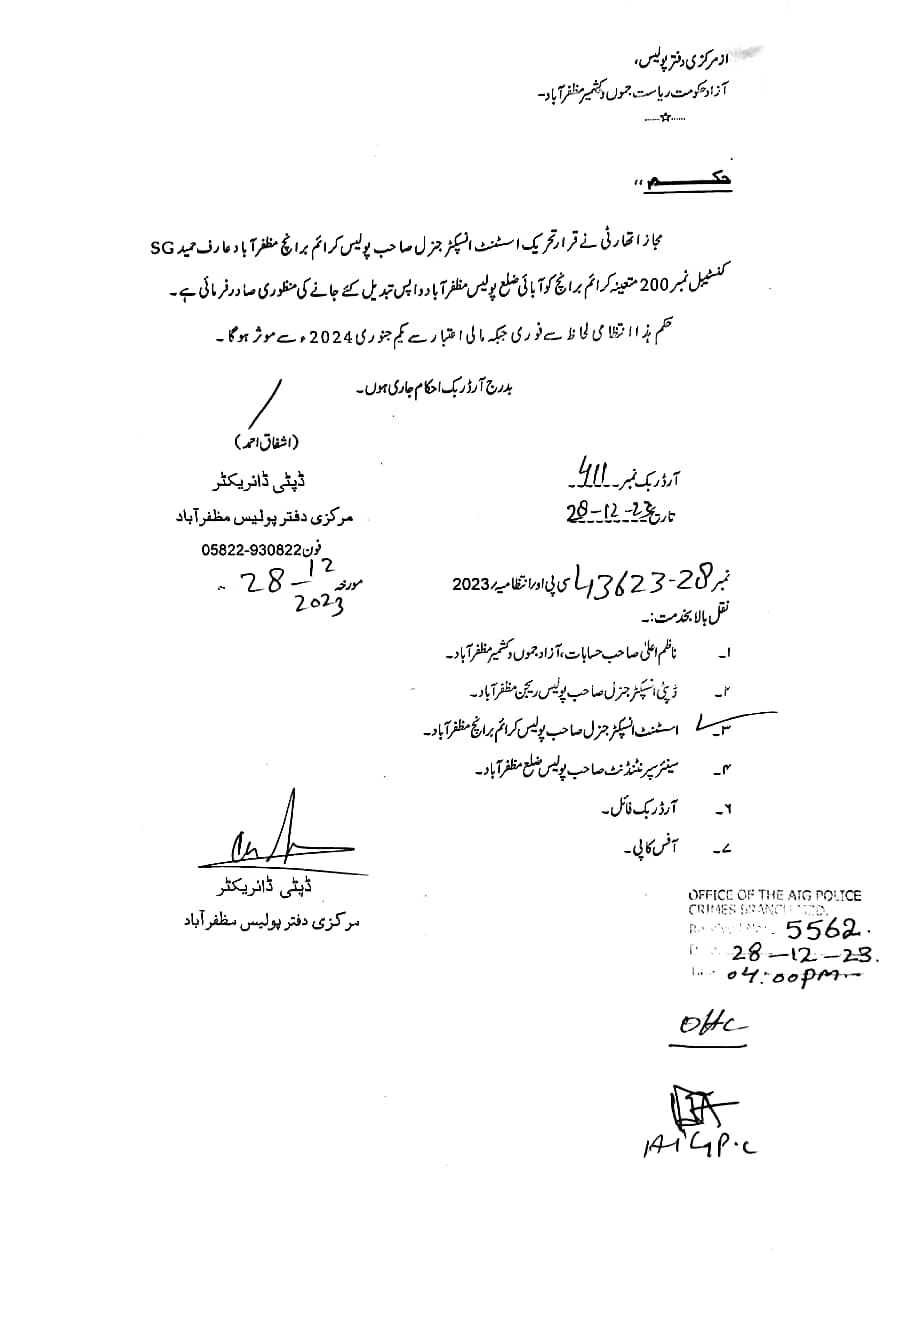 از مرکزی دفتر پولیس،
آزاد حکومت ریاست جموں و کشمیر مظفرآباد۔
-----☆-----
حکم ،،
مجاز اتھارٹی نے قرار تحریک اسسٹنٹ انسپکٹر جنرل صاحب پولیس کرائم برانچ مظفرآباد عارف حمید SG
کنسٹیبل نمبر 200 متعینہ کرائم برانچ کو آبائی ضلع پولیس مظفرآباد واپس تبدیل کئے جانے کی منظوری صادر فرمائی ہے۔
حکم ہذا انتظامی لحاظ سے فوری جبکہ مالی اعتبار سے یکم جنوری 2024ء سے موثر ہوگا۔
بدرج آرڈر بک احکام جاری ہوں۔
(اشفاق احمد)
ڈپٹی ڈائریکٹر
مرکزی دفتر پولیس مظفرآباد
فون 05822-930822
مورخہ 28-12-2023
آرڈر بک نمبر 411
تاریخ 28-12-23
نمبر 43623-28 سی پی او/انتظامیہ/2023
نقل بالا بخدمت:۔
۱۔ ناظم اعلیٰ صاحب حسابات، آزاد جموں و کشمیر مظفرآباد۔
۲۔ ڈپٹی انسپکٹر جنرل صاحب پولیس ریجن مظفرآباد۔
۳۔ اسسٹنٹ انسپکٹر جنرل صاحب پولیس کرائم برانچ مظفرآباد۔
۴۔ سینئر سپرنٹنڈنٹ صاحب پولیس ضلع مظفرآباد۔
۶۔ آرڈر بک فائل۔
۷۔ آفس کاپی۔
ڈپٹی ڈائریکٹر
مرکزی دفتر پولیس مظفرآباد
OFFICE OF THE AIG POLICE
CRIMES BRANCH MZD.
5562.
28-12-23.
04:00pm
OHC
AIGP.C